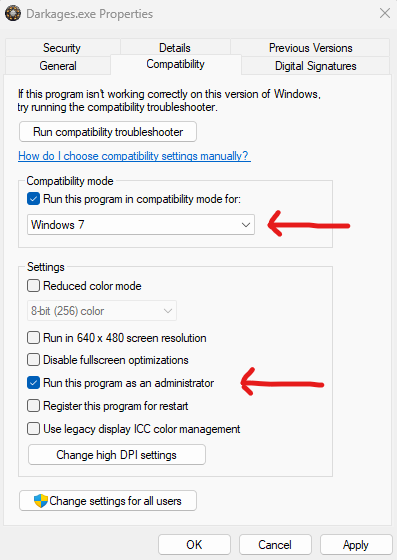 Darkages.exe Properties
Security Details Previous Versions
General Compatibility Digital Signatures
If this program isn't working correctly on this version of Windows,
try running the compatibility troubleshooter.
Run compatibility troubleshooter
How do I choose compatibility settings manually?
Compatibility mode
Run this program in compatibility mode for:
Windows 7
Settings
Reduced color mode
8-bit (256) color
Run in 640 x 480 screen resolution
Disable fullscreen optimizations
Run this program as an administrator
Register this program for restart
Use legacy display ICC color management
Change high DPI settings
Change settings for all users
OK Cancel Apply